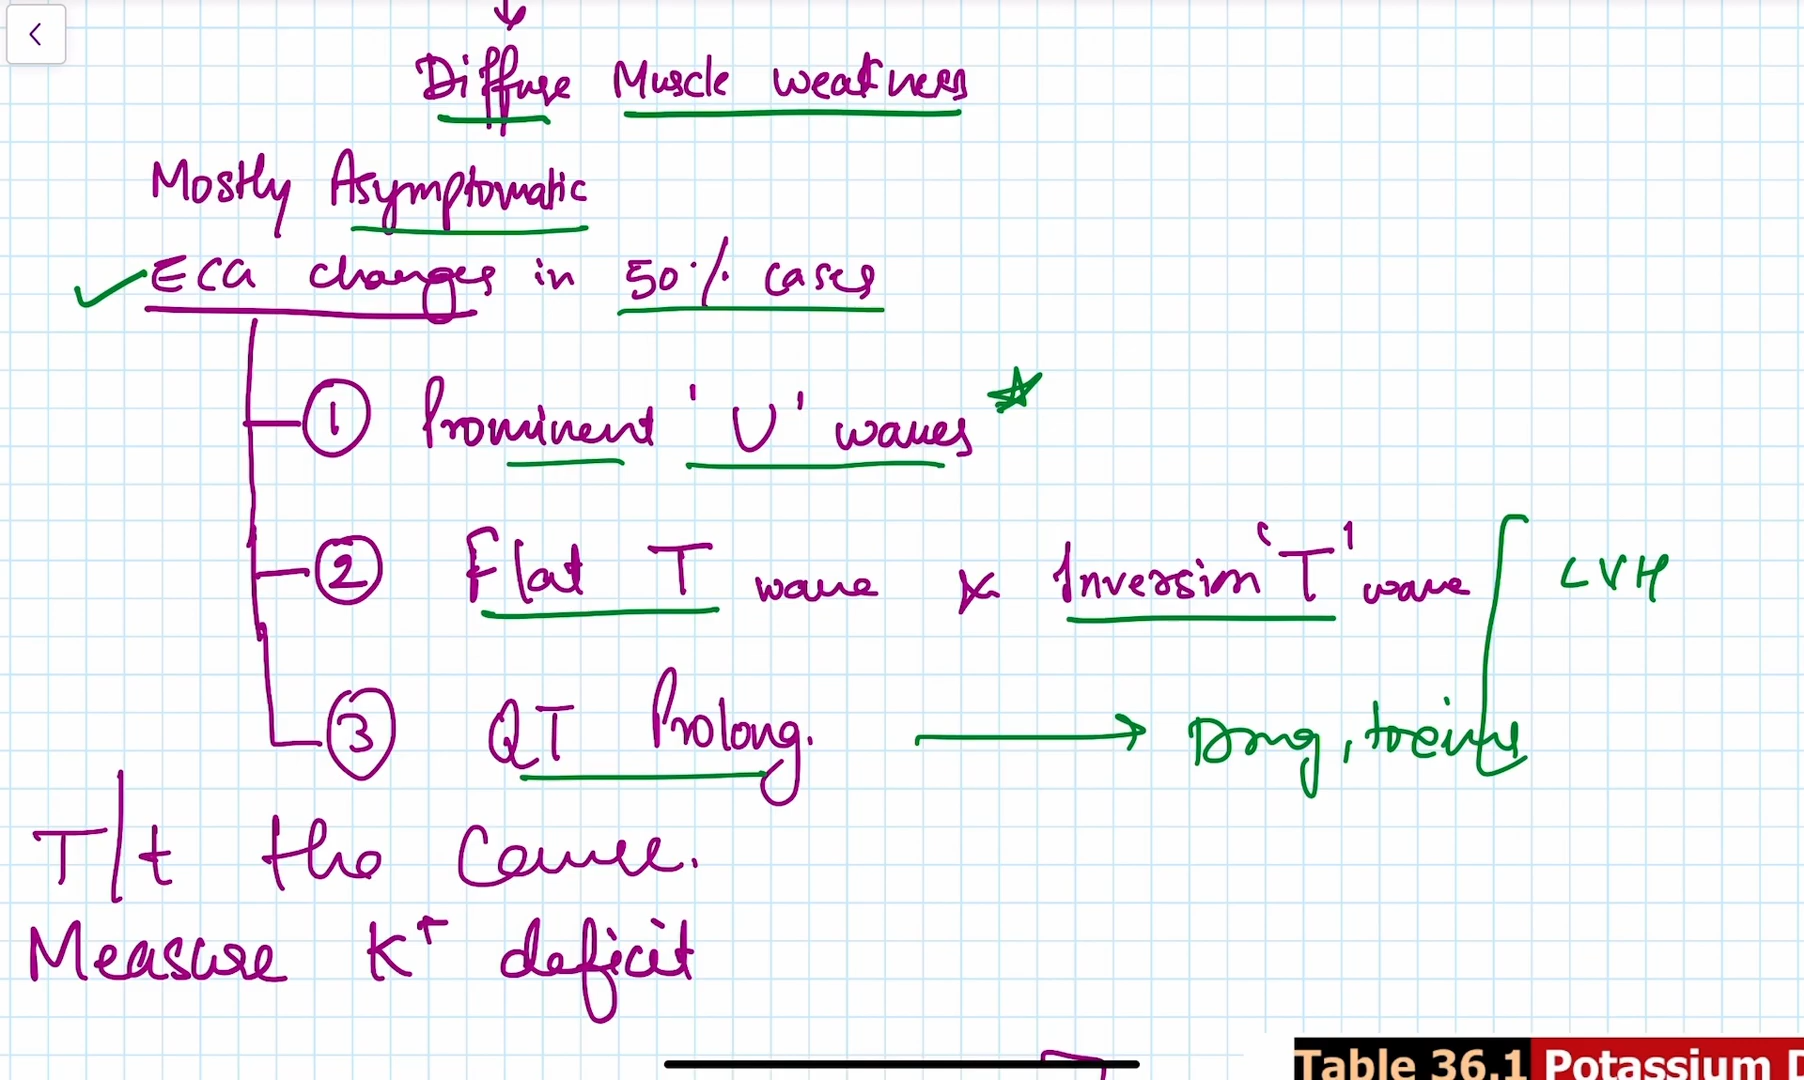 Diffuse Muscle weakness
Mostly Asymptomatic
ECG changes in 50% cases
1 Prominent 'U' waves
2 Flat T wave & Inversion 'T' wave LVH
3 QT Prolong. → Drug, toxins
T/t the Cause.
Measure K+ deficit
Table 36.1 Potassium D